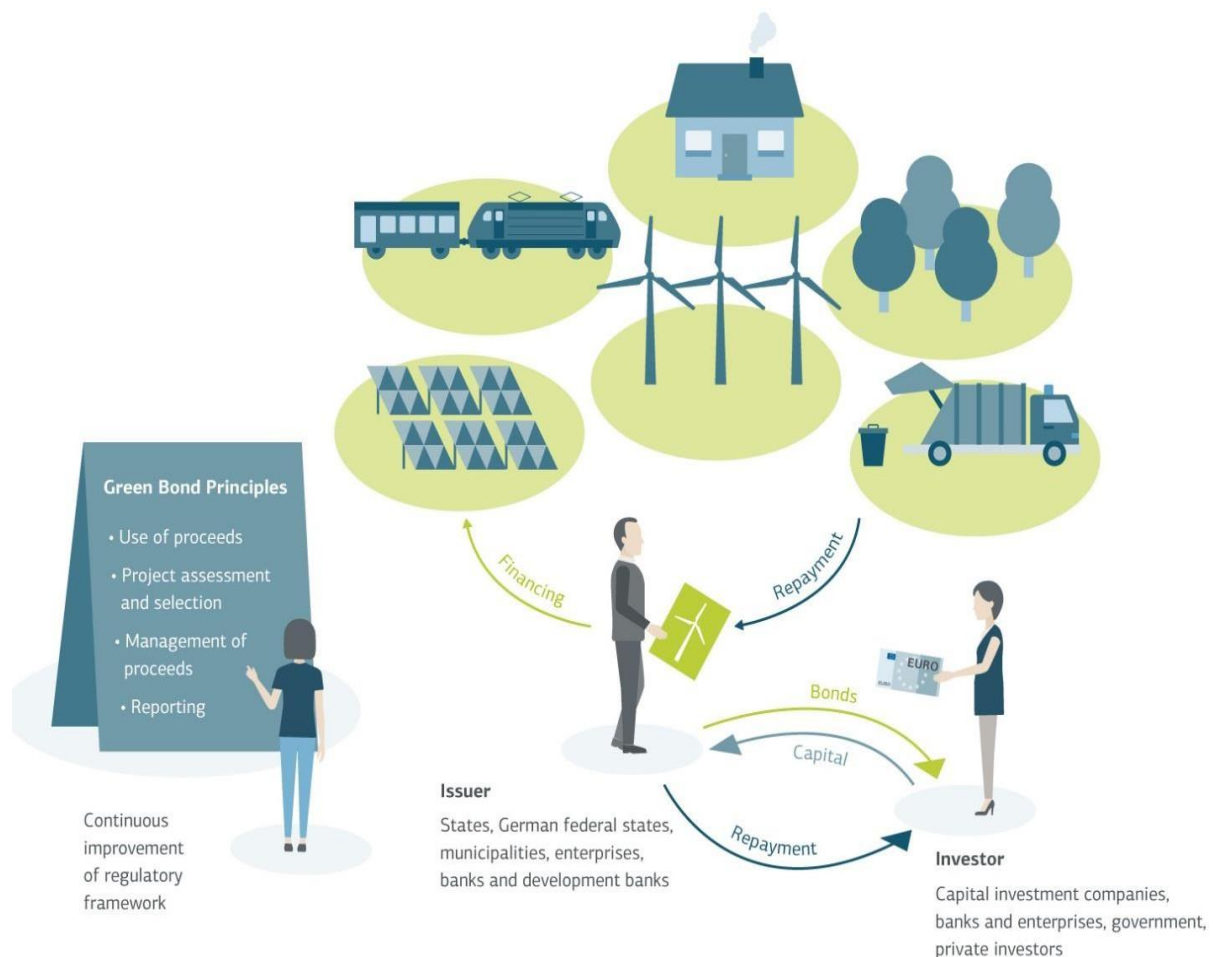 Green Bond Principles
• Use of proceeds
• Project assessment
and selection
• Management of
proceeds
• Reporting
Continuous
improvement
of regulatory
framework
Financing
Repayment
EURO
EURO
Bonds
Capital
Repayment
Issuer
States, German federal states,
municipalities, enterprises,
banks and development banks
Investor
Capital investment companies,
banks and enterprises, government,
private investors